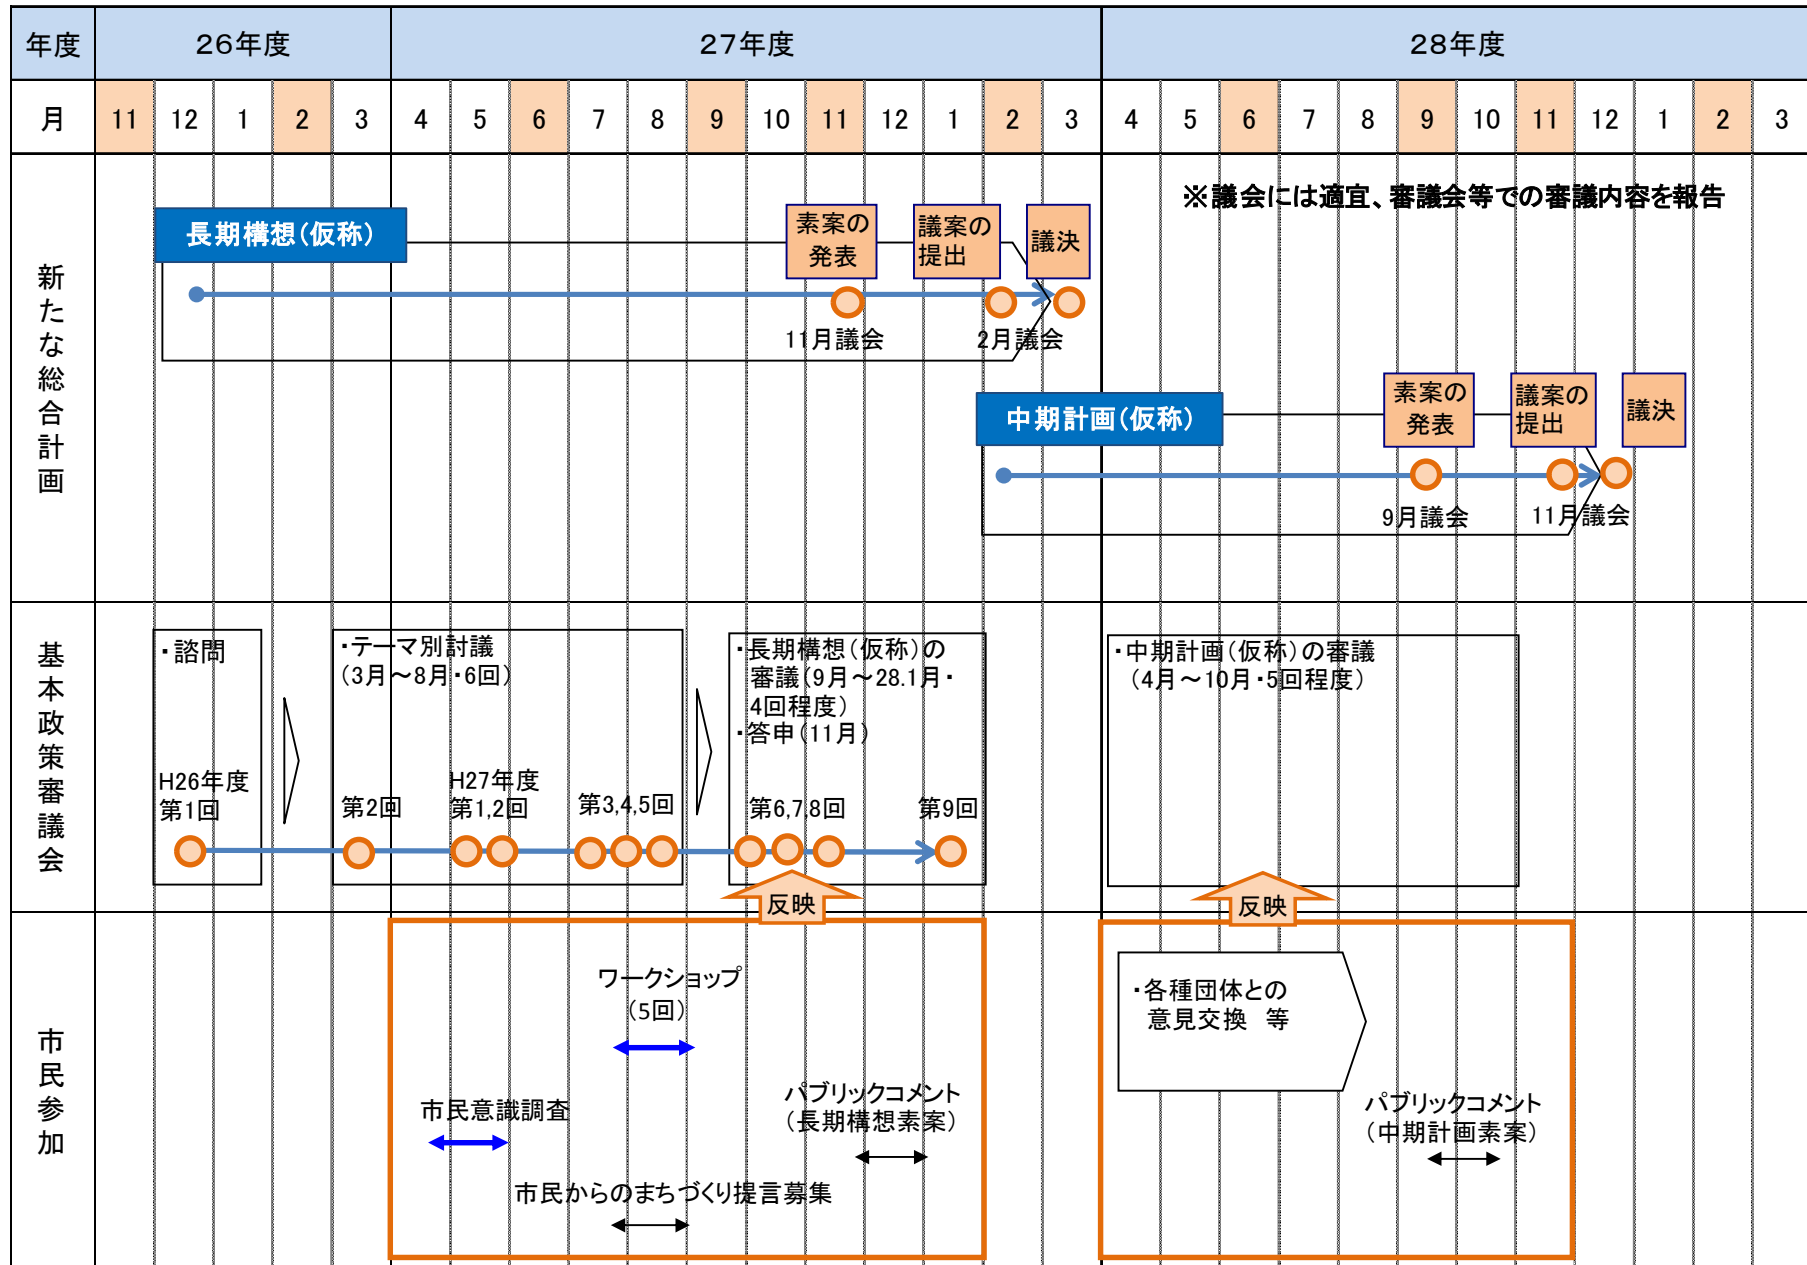 年度 26年度 27年度 28年度
月 11 12 1 2 3 4 5 6 7 8 9 10 11 12 1 2 3 4 5 6 7 8 9 10 11 12 1 2 3
新たな総合計画
※議会には適宜、審議会等での審議内容を報告
長期構想(仮称)
素案の
発表
議案の
提出
議決
11月議会
2月議会
中期計画(仮称)
素案の
発表
議案の
提出
議決
9月議会
11月議会
基本政策審議会
・諮問
H26年度
第1回
・テーマ別討議
(3月～8月・6回)
第2回
H27年度
第1,2回
第3,4,5回
・長期構想(仮称)の
審議(9月～28.1月・
4回程度)
・答申(11月)
第6,7,8回
第9回
・中期計画(仮称)の審議
(4月～10月・5回程度)
反映
反映
市民参加
ワークショップ
(5回)
市民意識調査
パブリックコメント
(長期構想素案)
市民からのまちづくり提言募集
・各種団体との
意見交換　等
パブリックコメント
(中期計画素案)